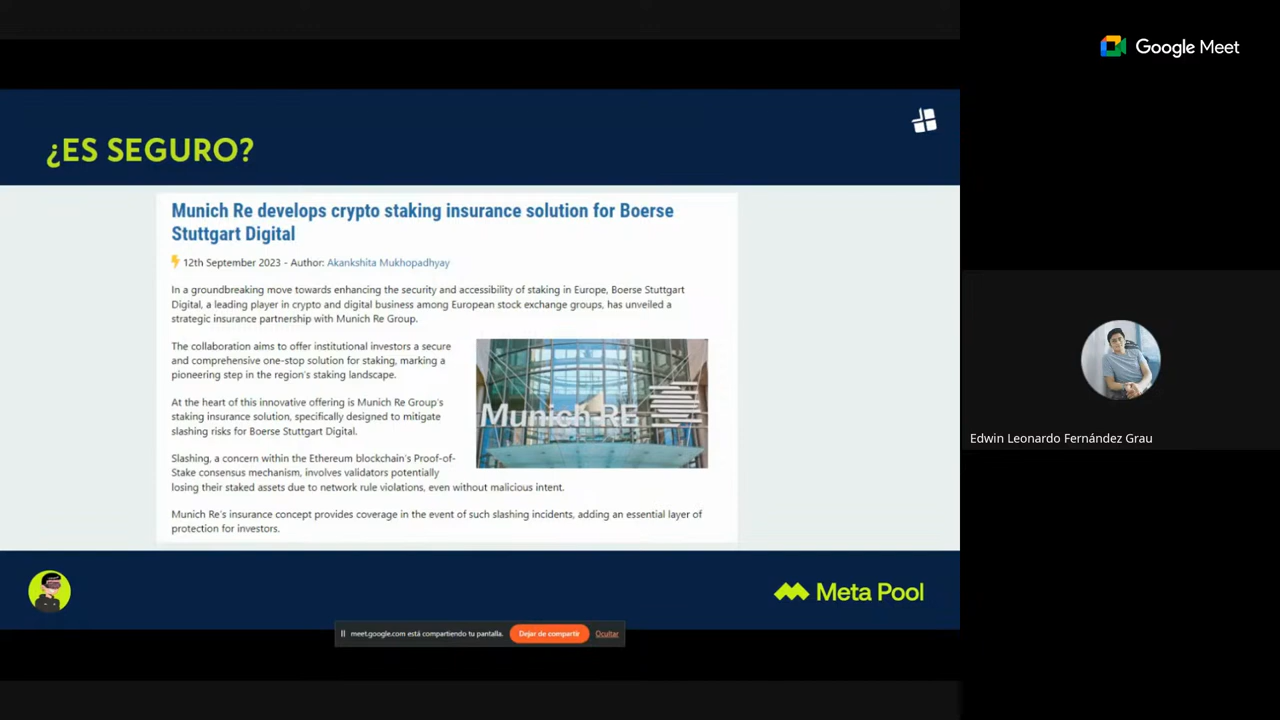 Google Meet
¿ES SEGURO?
Munich Re develops crypto staking insurance solution for Boerse
Stuttgart Digital
12th September 2023 - Author: Akankshita Mukhopadhyay
In a groundbreaking move towards enhancing the security and accessibility of staking in Europe, Boerse Stuttgart
Digital, a leading player in crypto and digital business among European stock exchange groups, has unveiled a
strategic insurance partnership with Munich Re Group.
The collaboration aims to offer institutional investors a secure
and comprehensive one-stop solution for staking, marking a
pioneering step in the region's staking landscape.
At the heart of this innovative offering is Munich Re Group's
staking insurance solution, specifically designed to mitigate
slashing risks for Boerse Stuttgart Digital.
Munich RE
Slashing, a concern within the Ethereum blockchain's Proof-of-
Stake consensus mechanism, involves validators potentially
losing their staked assets due to network rule violations, even without malicious intent.
Munich Re's insurance concept provides coverage in the event of such slashing incidents, adding an essential layer of
protection for investors.
Edwin Leonardo Fernández Grau
Meta Pool
meet.google.com está compartiendo tu pantalla.
Dejar de compartir
Ocultar